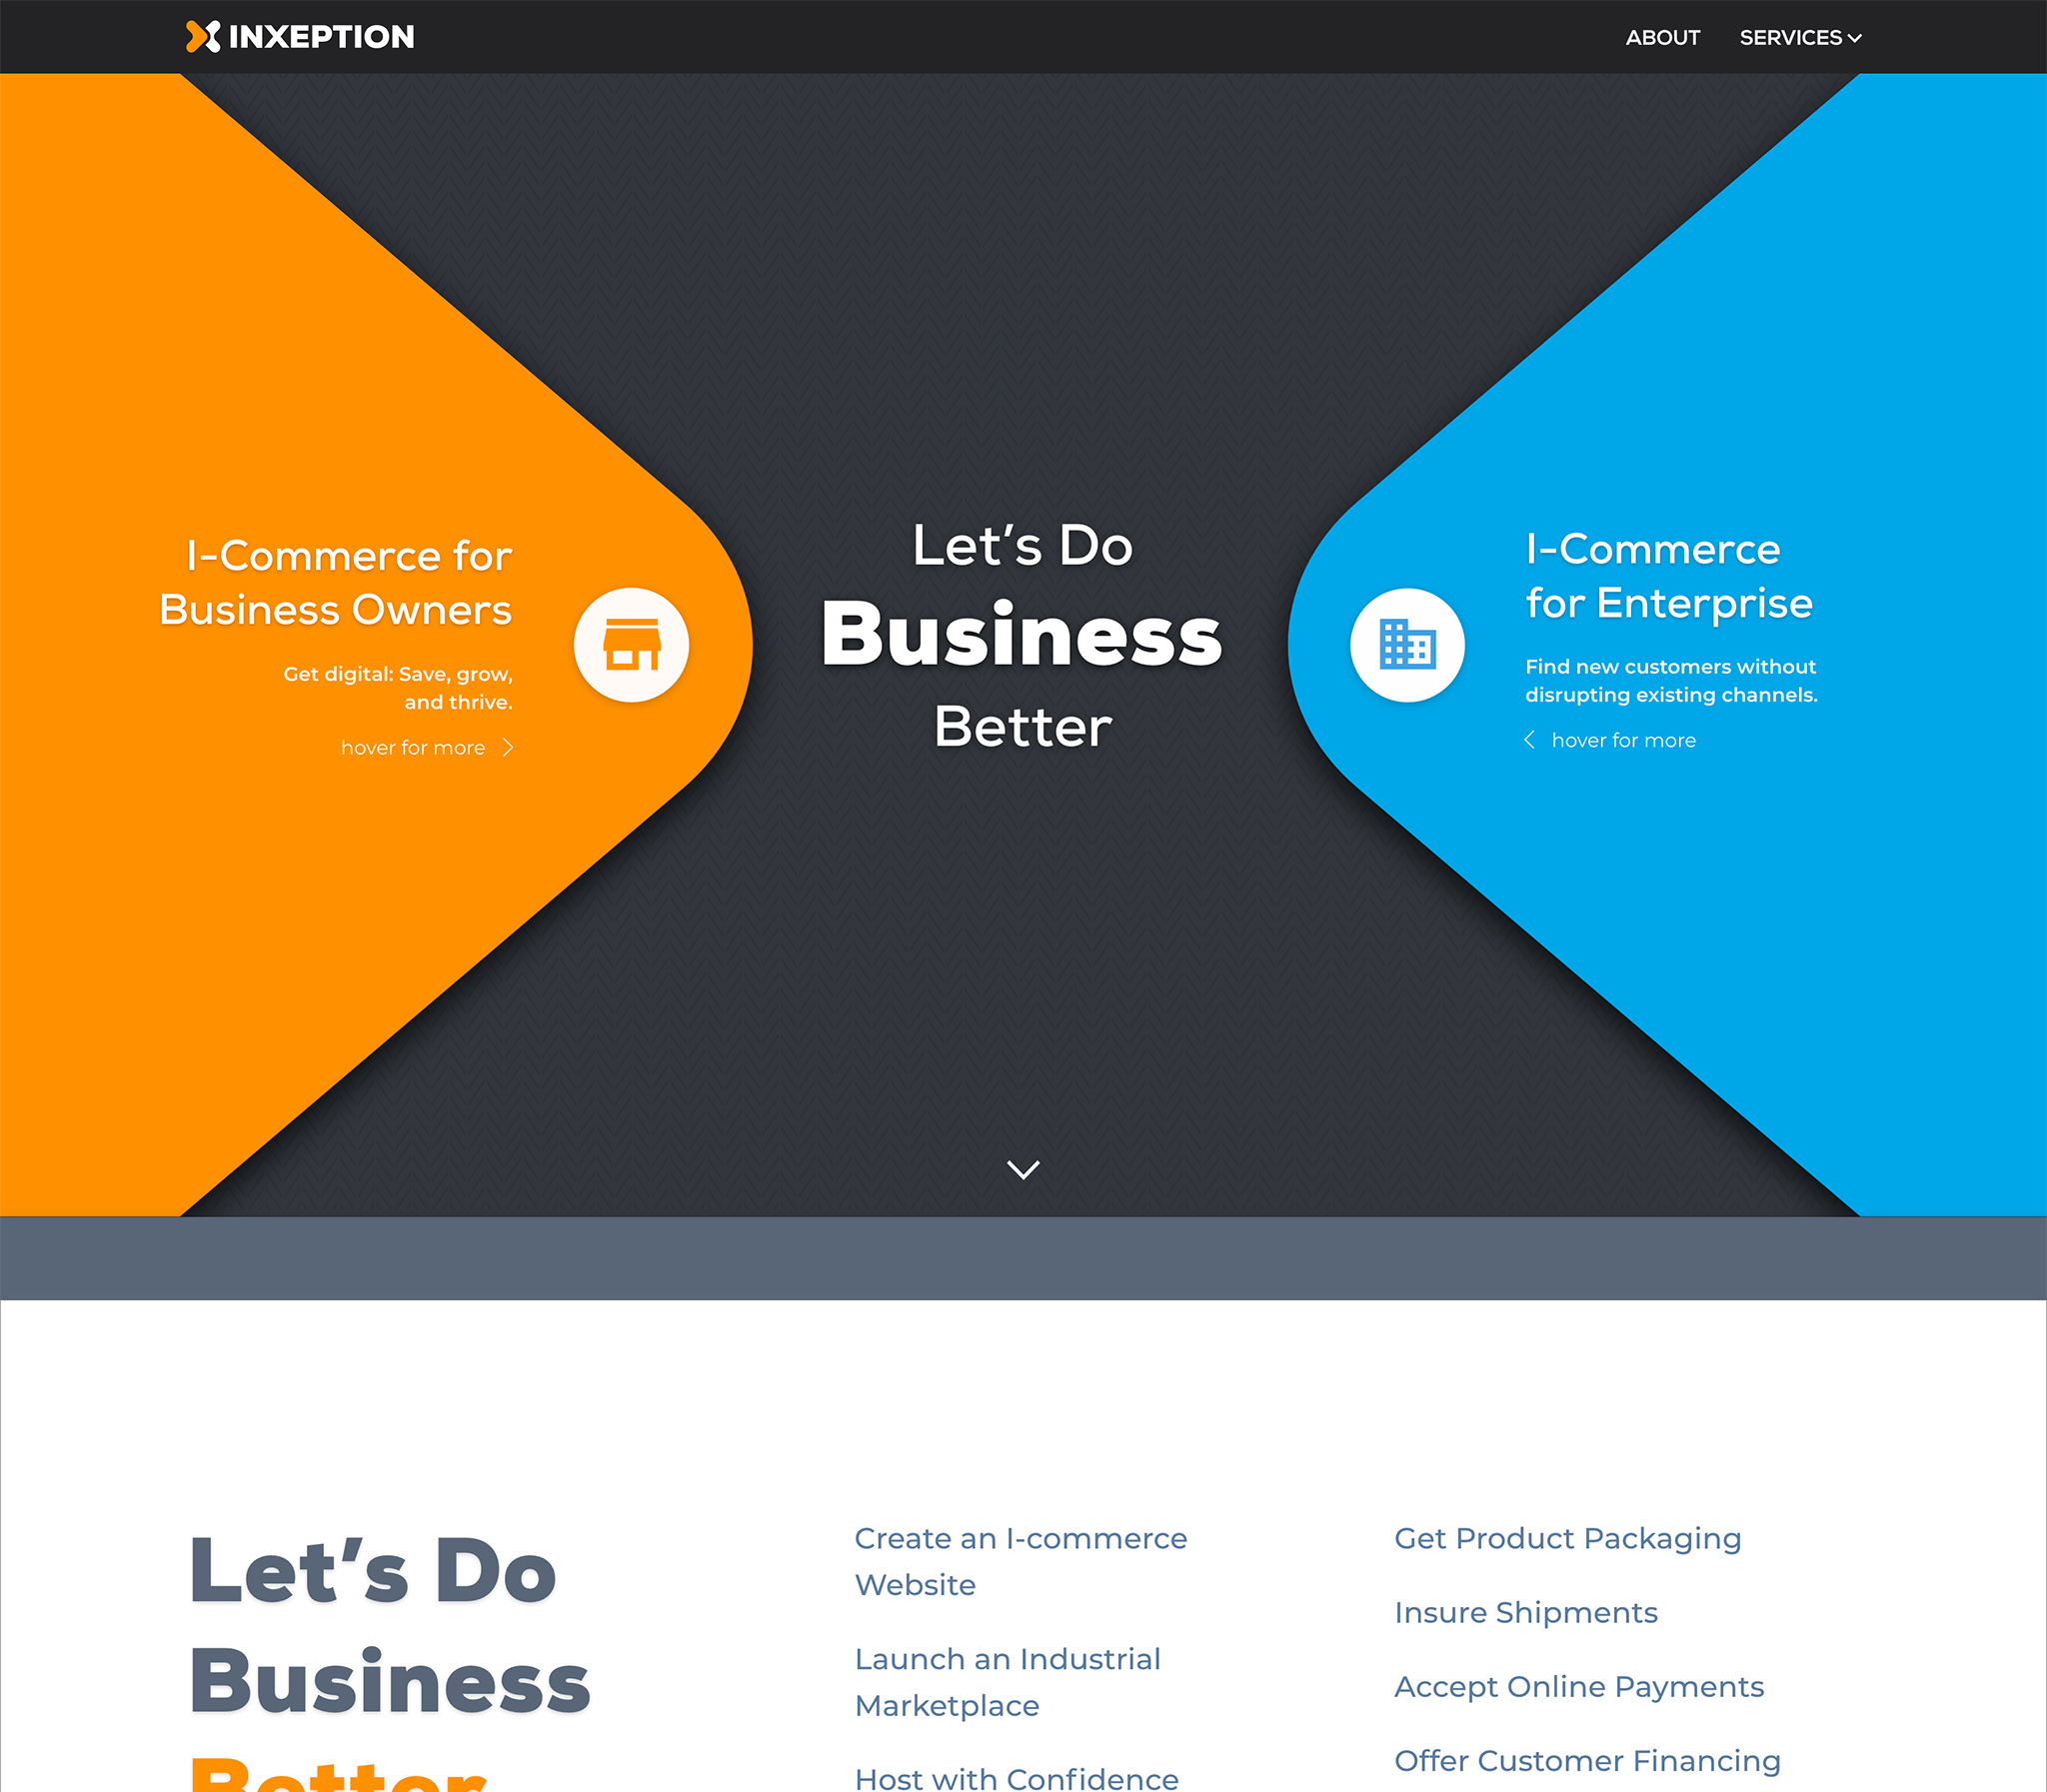 INXEPTION
ABOUT
SERVICES
I-Commerce for
Business Owners
Get digital: Save, grow,
and thrive.
hover for more
Let’s Do
Business
Better
I-Commerce
for Enterprise
Find new customers without
disrupting existing channels.
hover for more
Let’s Do
Business
Better
Create an I-commerce
Website
Launch an Industrial
Marketplace
Host with Confidence
Get Product Packaging
Insure Shipments
Accept Online Payments
Offer Customer Financing